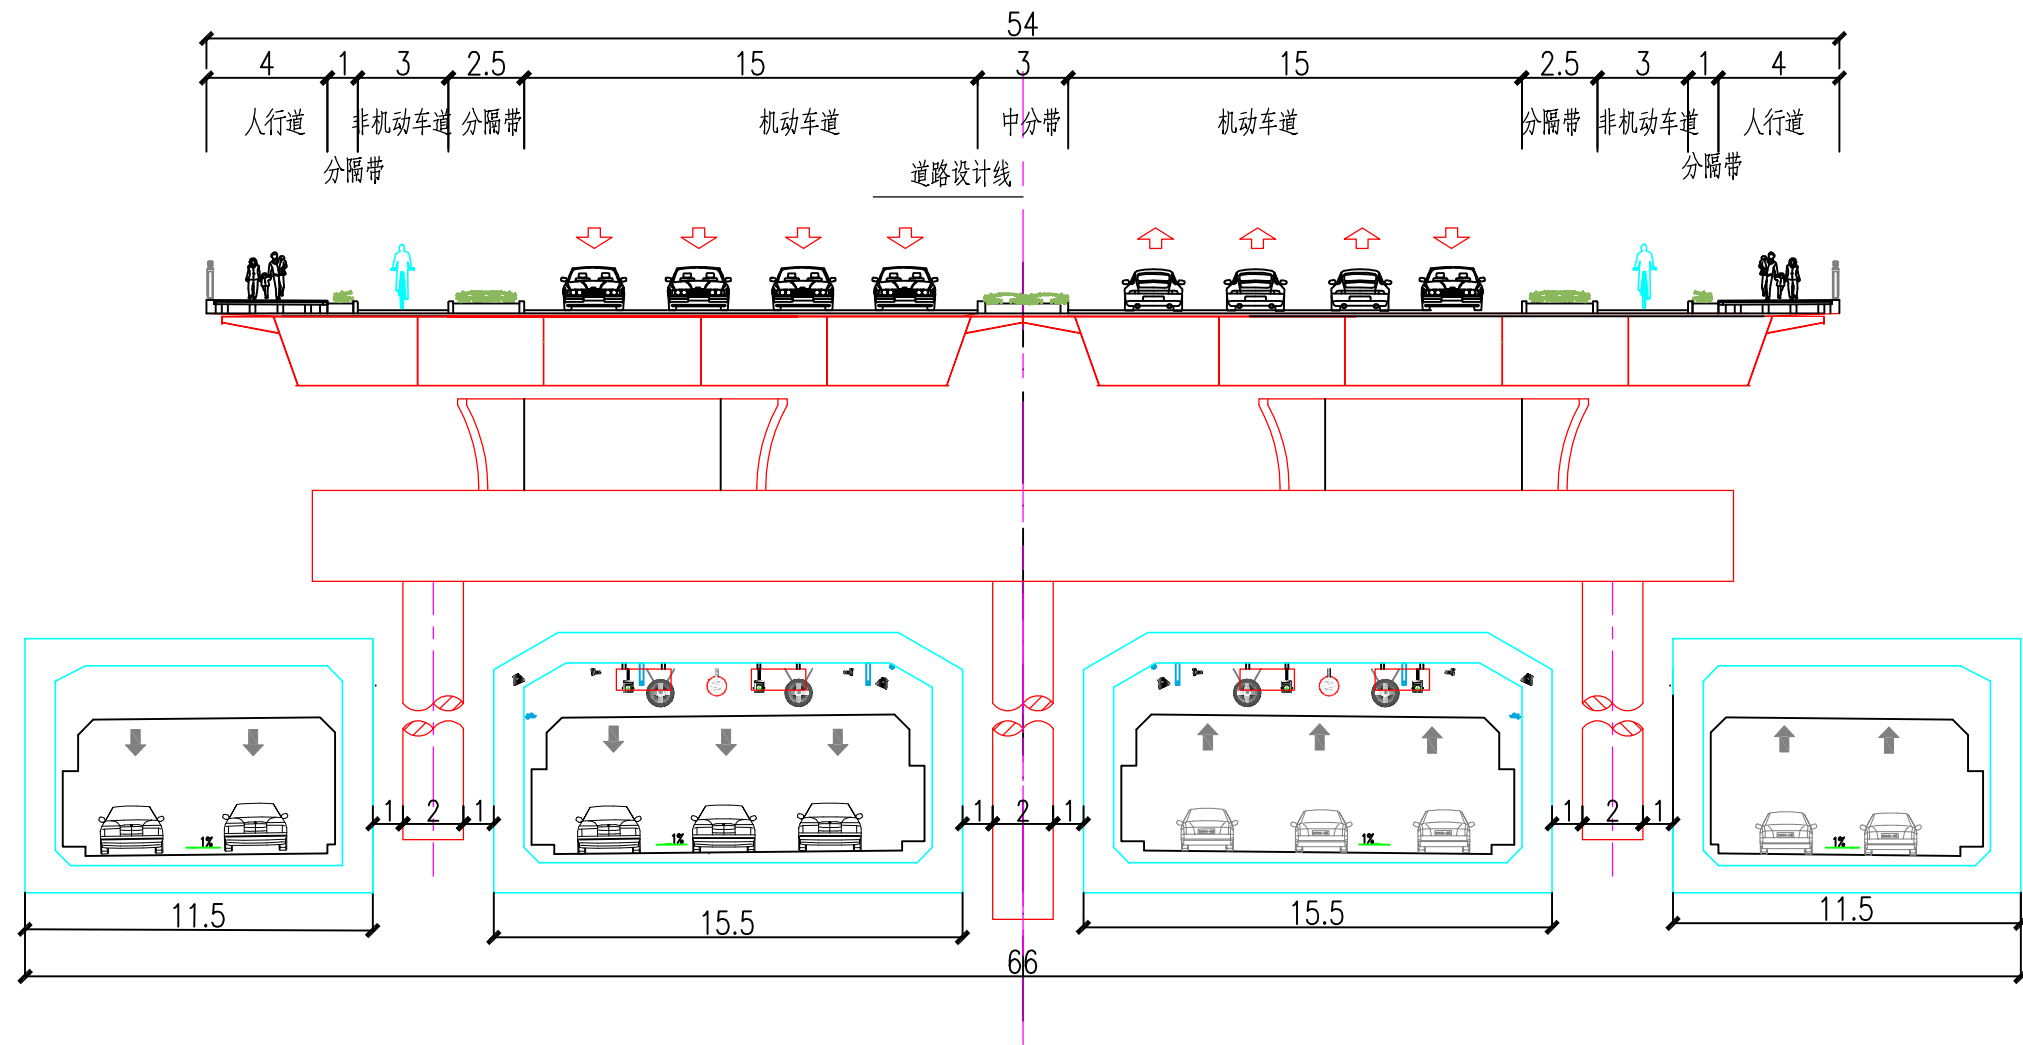 54
4 1 3 2.5 15 3 15 2.5 3 1 4
人行道 非机动车道 分隔带 机动车道 中分带 机动车道 分隔带 非机动车道 人行道
分隔带 分隔带
道路设计线
1 2 1 1 2 1 1 2 1
1% 1% 1% 1%
11.5 15.5 15.5 11.5
66